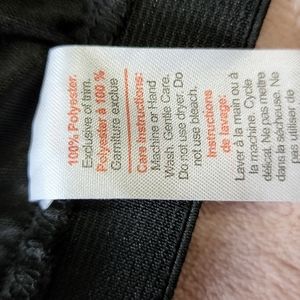 100% Polyester.
Exclusive of trim.
Polyester à 100 %
Garniture exclue
Care Instructions:
Machine or Hand
Wash. Gentle Care.
Do not use dryer. Do
not use bleach.
Instructions
de lavage:
Laver à la main ou à
la machine. Cycle
délicat. Ne pas mettre
dans la sécheuse. Ne
pas utiliser de